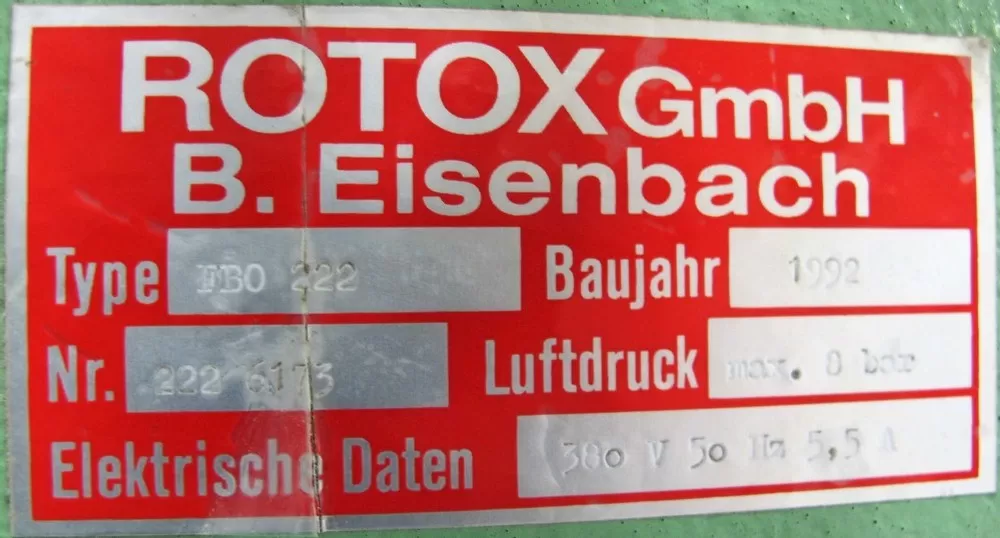 ROTOX GmbH
B. Eisenbach
Type FBO 222 Baujahr 1992
Nr. 222 6173 Luftdruck max. 8 bar
Elektrische Daten 380 V 50 Hz 5,5 A